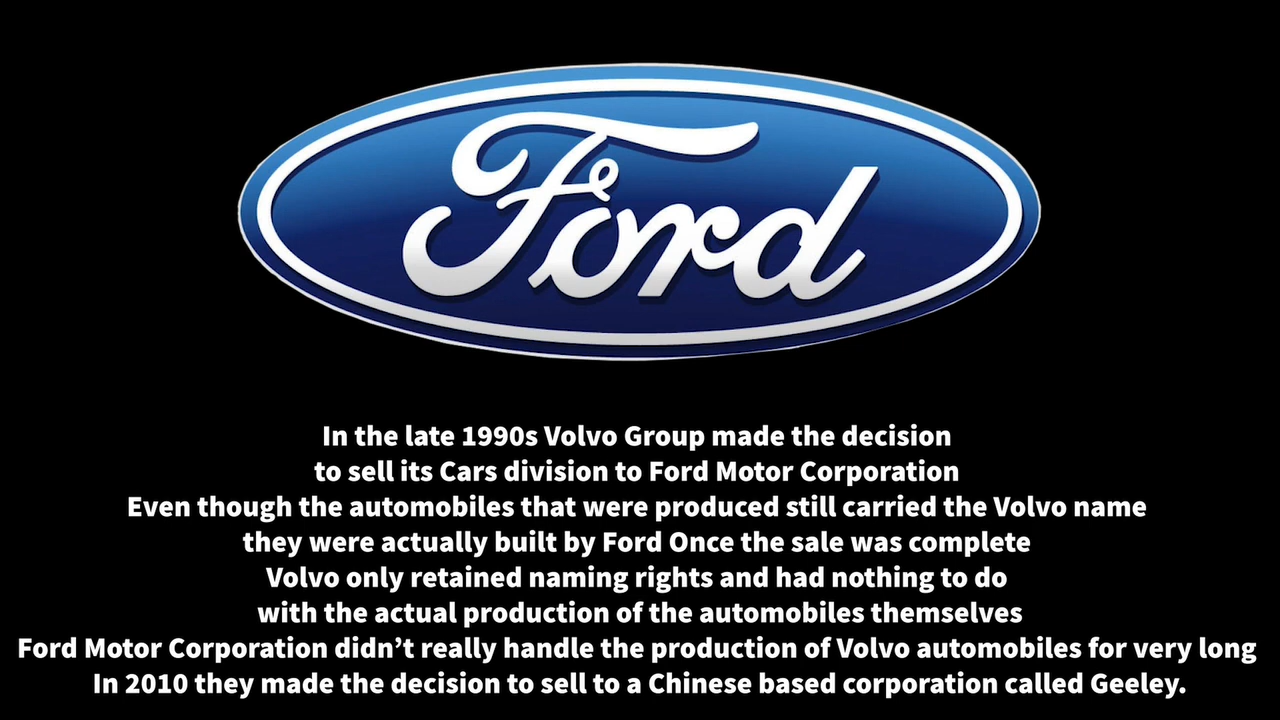 Ford
In the late 1990s Volvo Group made the decision
to sell its Cars division to Ford Motor Corporation
Even though the automobiles that were produced still carried the Volvo name
they were actually built by Ford Once the sale was complete
Volvo only retained naming rights and had nothing to do
with the actual production of the automobiles themselves
Ford Motor Corporation didn’t really handle the production of Volvo automobiles for very long
In 2010 they made the decision to sell to a Chinese based corporation called Geeley.